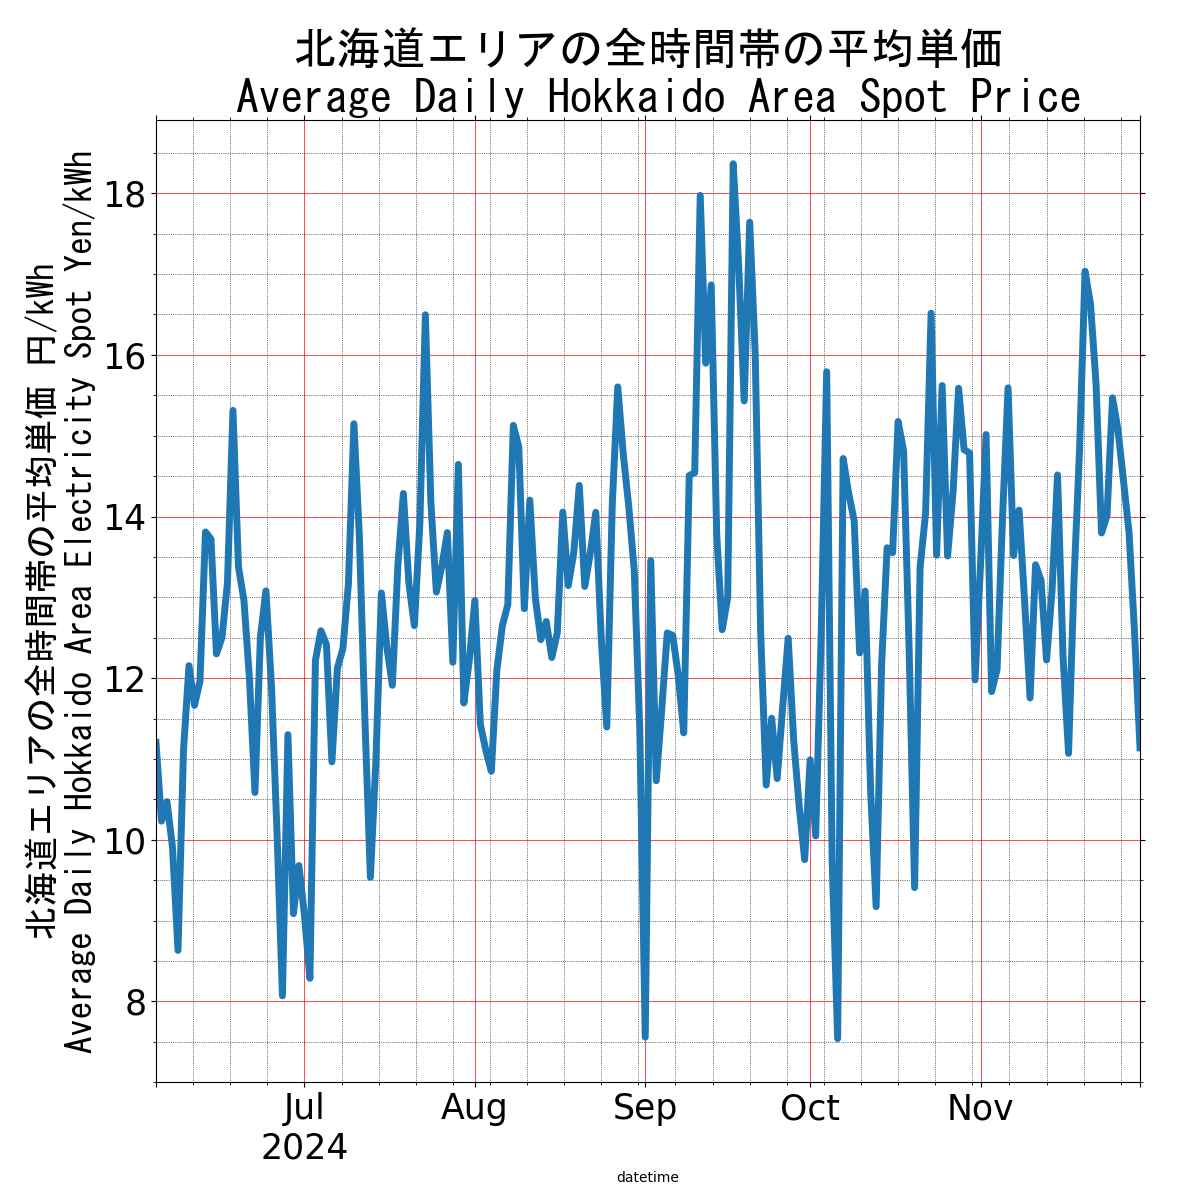 北海道エリアの全時間帯の平均単価
Average Daily Hokkaido Area Spot Price
北海道エリアの全時間帯の平均単価 円/kWh
Average Daily Hokkaido Area Electricity Spot Yen/kWh
18
16
14
12
10
8
Jul Aug Sep Oct Nov
2024
datetime